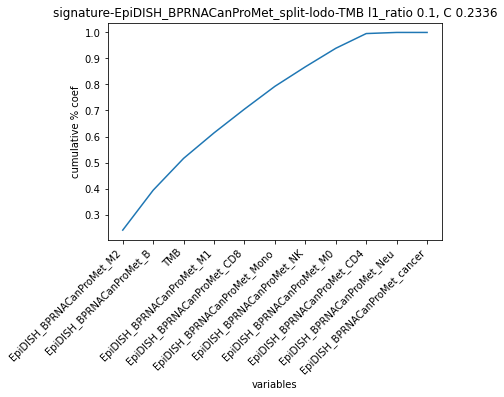 signature-EpiDISH_BPRNACanProMet_split-lodo-TMB l1_ratio 0.1, C 0.2336
cumulative % coef
1.0
0.9
0.8
0.7
0.6
0.5
0.4
0.3
EpiDISH_BPRNACanProMet_M2
EpiDISH_BPRNACanProMet_B
TMB
EpiDISH_BPRNACanProMet_M1
EpiDISH_BPRNACanProMet_CD8
EpiDISH_BPRNACanProMet_Mono
EpiDISH_BPRNACanProMet_NK
EpiDISH_BPRNACanProMet_M0
EpiDISH_BPRNACanProMet_CD4
EpiDISH_BPRNACanProMet_Neu
EpiDISH_BPRNACanProMet_cancer
variables